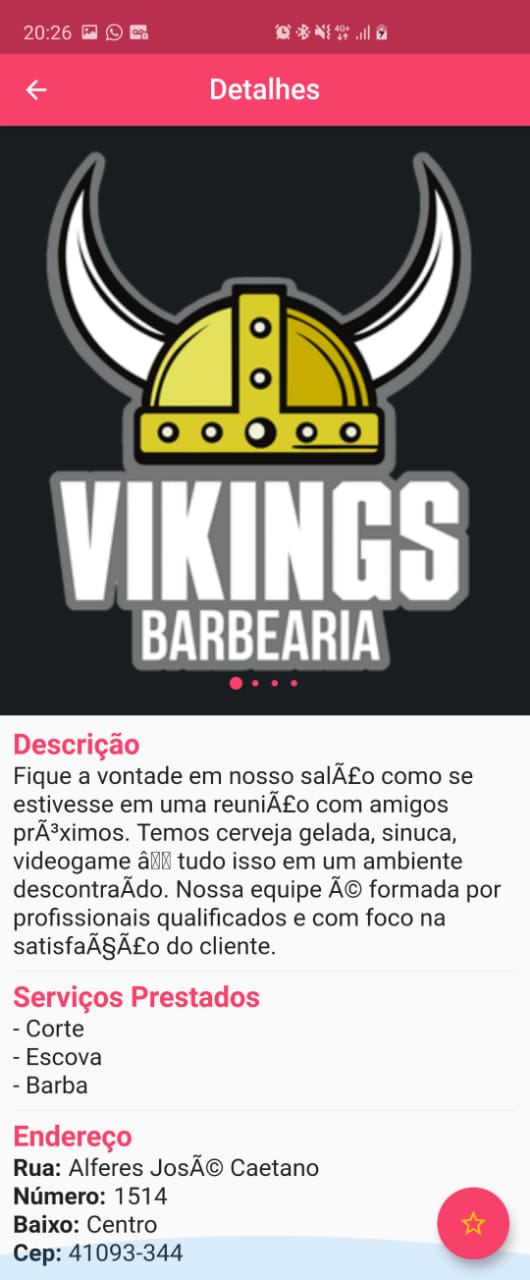 20:26
4G+
Detalhes
VIKINGS
BARBEARIA
Descrição
Fique a vontade em nosso salÃ£o como se
estivesse em uma reuniÃ£o com amigos
prÃ³ximos. Temos cerveja gelada, sinuca,
videogame â tudo isso em um ambiente
descontraÃ­do. Nossa equipe Ã© formada por
profissionais qualificados e com foco na
satisfaÃ§Ã£o do cliente.
Serviços Prestados
- Corte
- Escova
- Barba
Endereço
Rua: Alferes JosÃ© Caetano
Número: 1514
Baixo: Centro
Cep: 41093-344